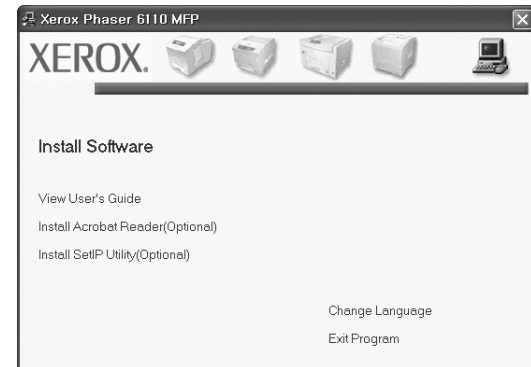 Xerox Phaser 6110 MFP
XEROX.
Install Software
View User's Guide
Install Acrobat Reader(Optional)
Install SetIP Utility(Optional)
Change Language
Exit Program